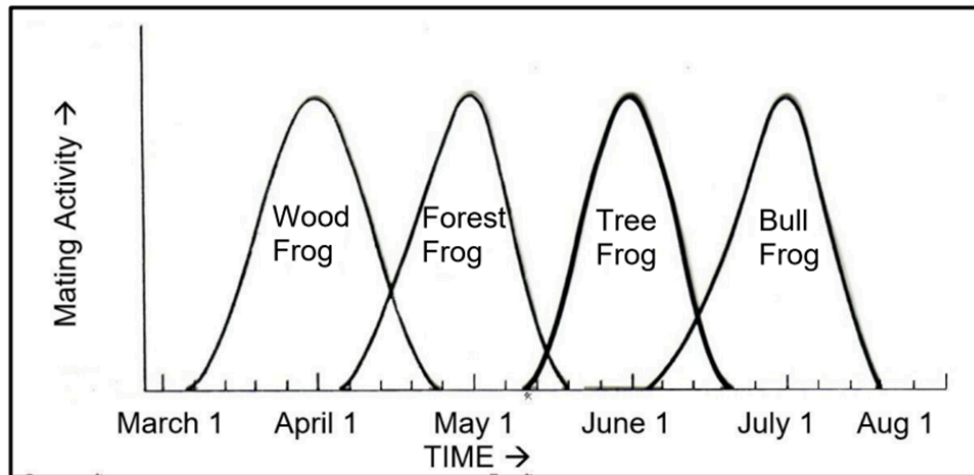 Mating Activity →
Wood
Frog
Forest
Frog
Tree
Frog
Bull
Frog
March 1 April 1 May 1 June 1 July 1 Aug 1
TIME →